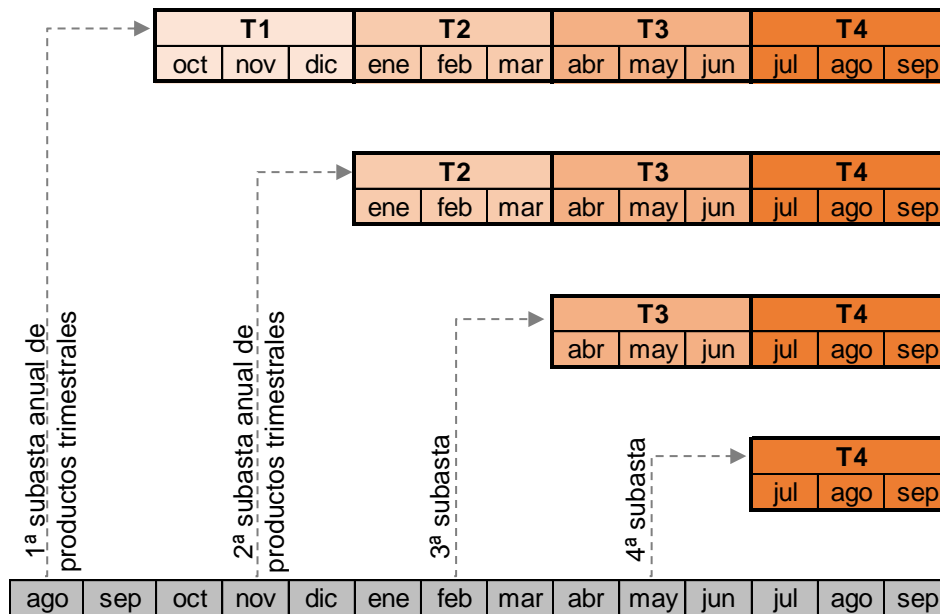 T1 T2 T3 T4
oct nov dic ene feb mar abr may jun jul ago sep
T2 T3 T4
ene feb mar abr may jun jul ago sep
T3 T4
abr may jun jul ago sep
T4
jul ago sep
1ª subasta anual de
productos trimestrales
2ª subasta anual de
productos trimestrales
3ª subasta
4ª subasta
ago sep oct nov dic ene feb mar abr may jun jul ago sep